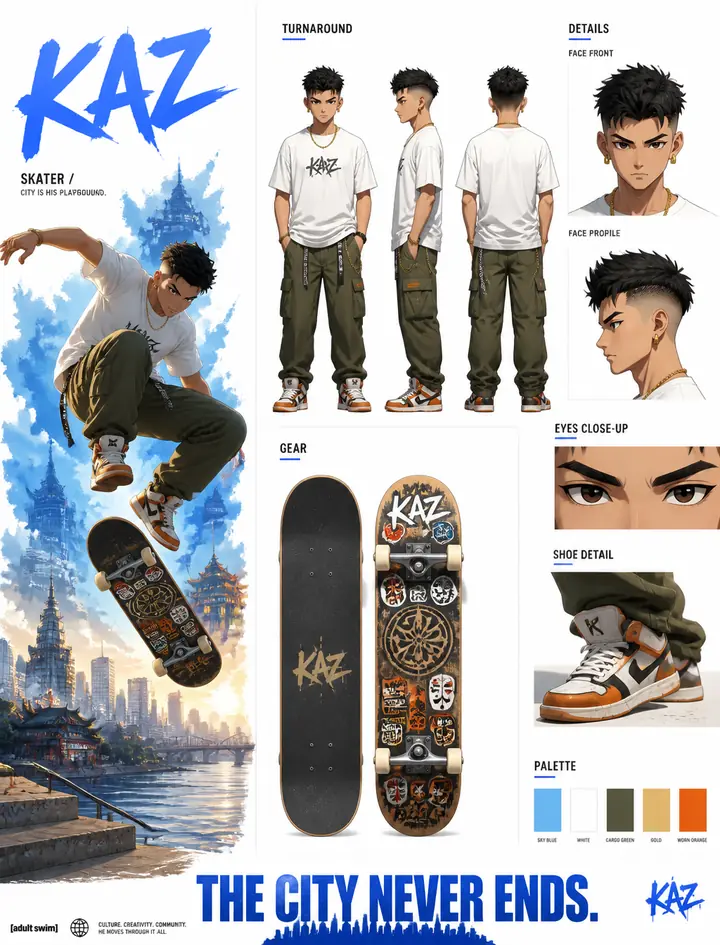 KAZ
SKATER /
CITY IS HIS PLAYGROUND.
TURNAROUND
KAZ
DETAILS
FACE FRONT
FACE PROFILE
EYES CLOSE-UP
GEAR
KAZ
KAZ
SHOE DETAIL
K
PALETTE
SKY BLUE
WHITE
CARGO GREEN
GOLD
WORN ORANGE
THE CITY NEVER ENDS.
[adult swim]
CULTURE. CREATIVITY. COMMUNITY.
HE MOVES THROUGH IT ALL.
KAZ